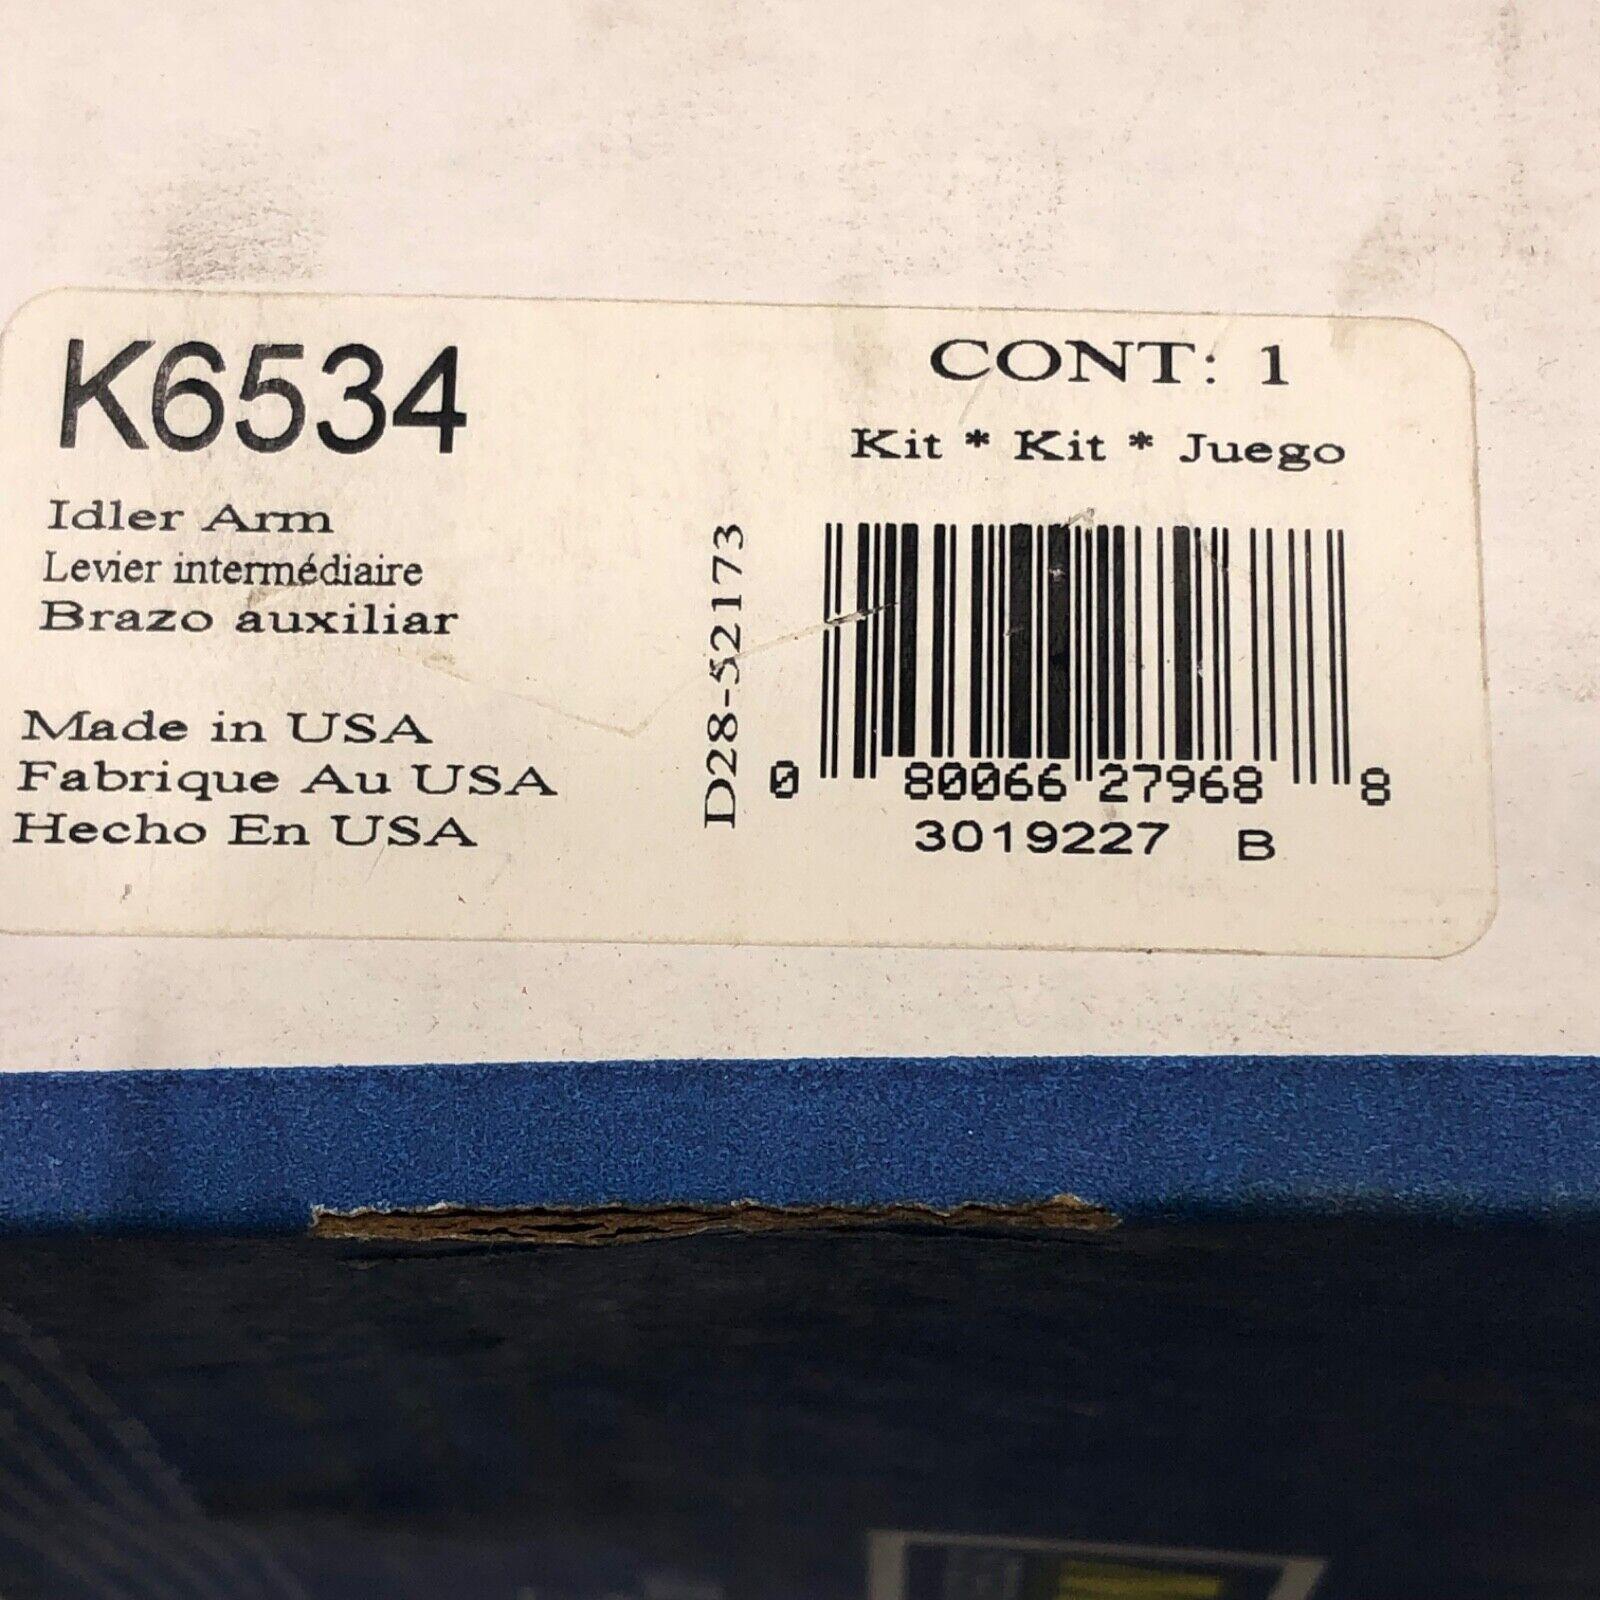 K6534
Idler Arm
Levier intermédiaire
Brazo auxiliar
Made in USA
Fabrique Au USA
Hecho En USA
CONT: 1
Kit * Kit * Juego
D28-52173
0 80066 27968 8
3019227 B